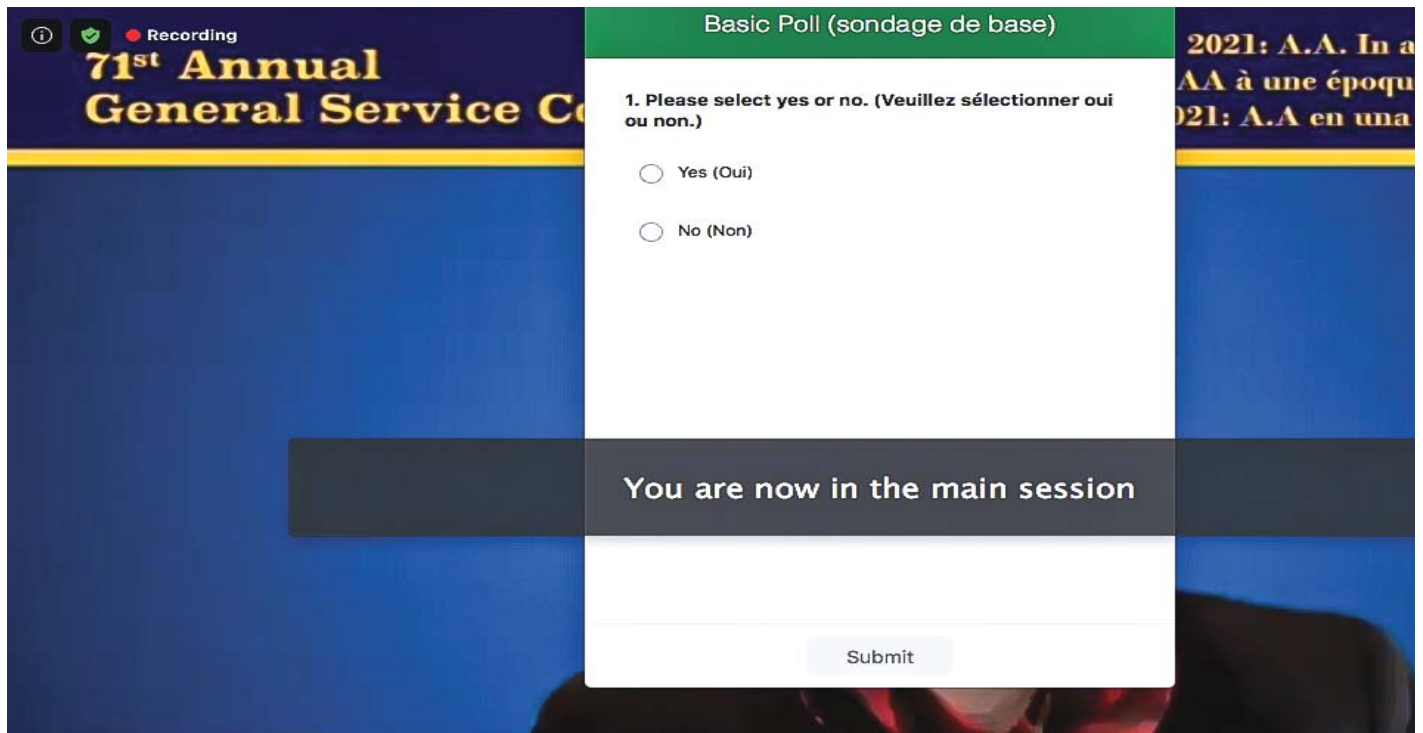 Recording
71st Annual
General Service Co
Basic Poll (sondage de base)
1. Please select yes or no. (Veuillez sélectionner oui
ou non.)
Yes (Oui)
No (Non)
You are now in the main session
Submit
2021: A.A. In a
AA à une époqu
021: A.A en una